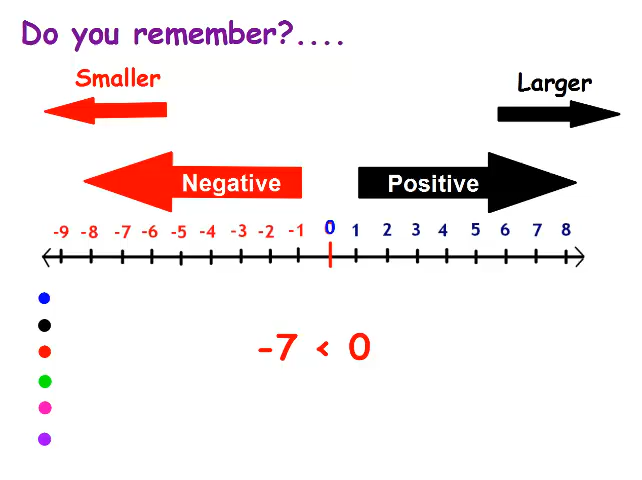 Do you remember?....
Smaller
Larger
Negative
Positive
-9 -8 -7 -6 -5 -4 -3 -2 -1 0 1 2 3 4 5 6 7 8
-7 < 0